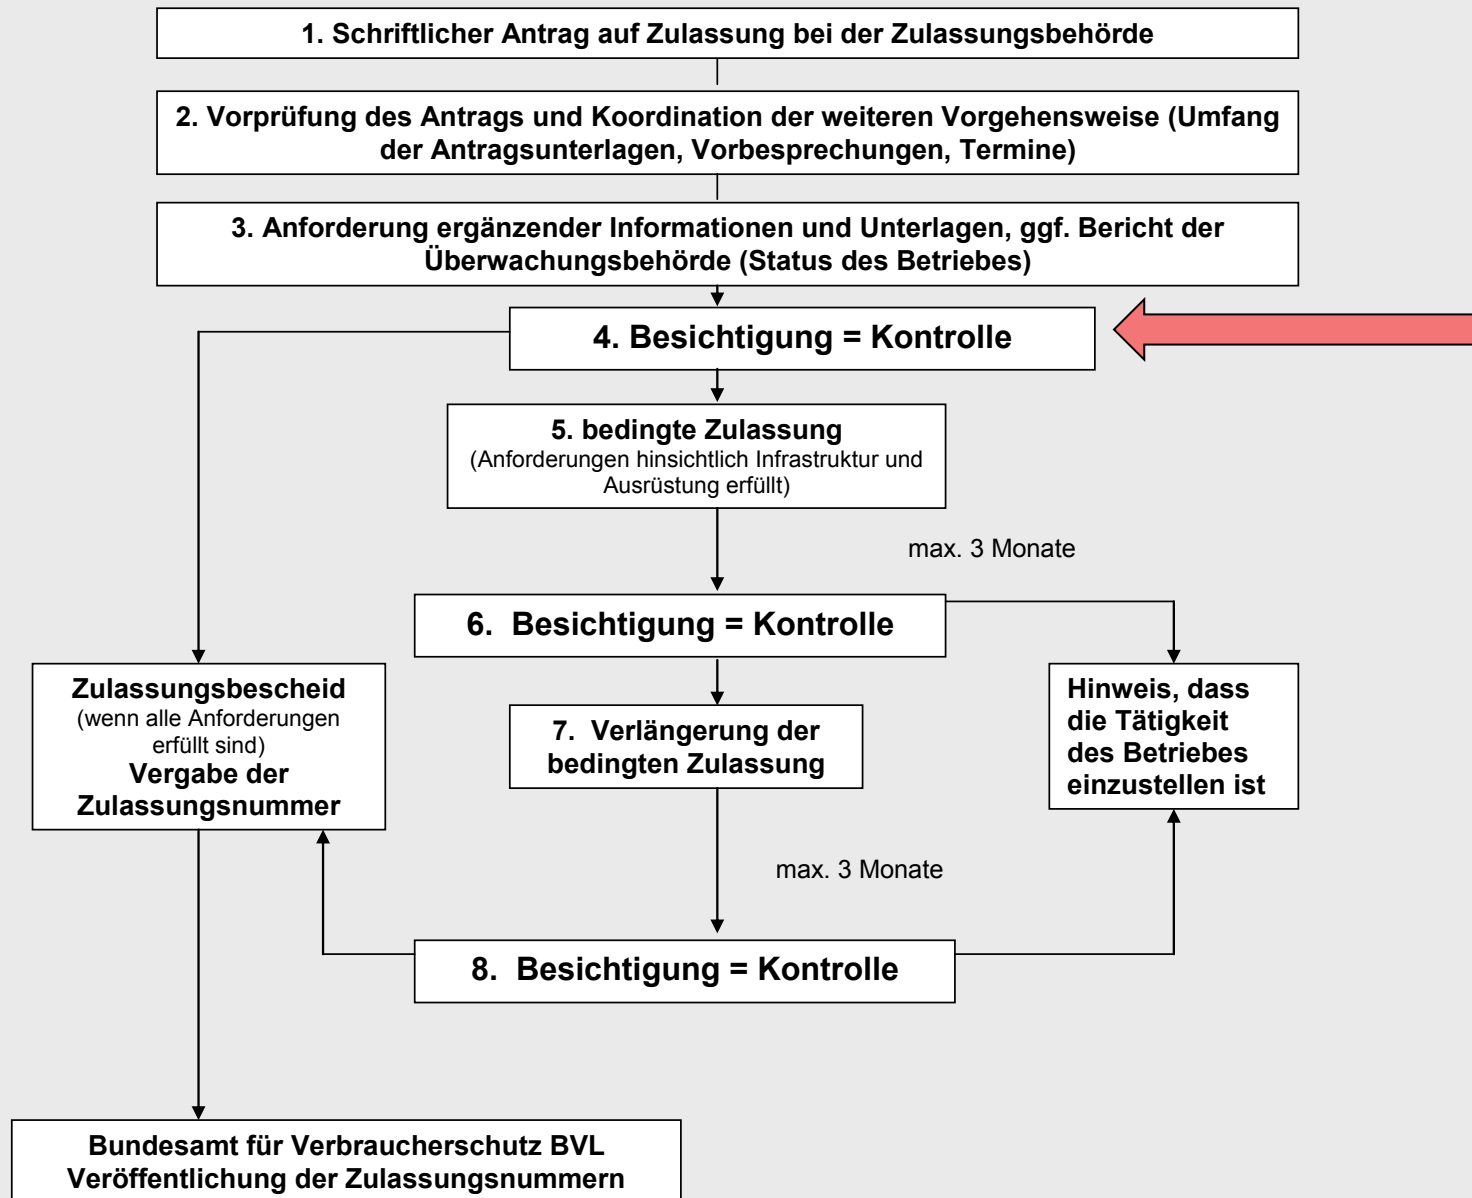 1. Schriftlicher Antrag auf Zulassung bei der Zulassungsbehörde
2. Vorprüfung des Antrags und Koordination der weiteren Vorgehensweise (Umfang
der Antragsunterlagen, Vorbesprechungen, Termine)
3. Anforderung ergänzender Informationen und Unterlagen, ggf. Bericht der
Überwachungsbehörde (Status des Betriebes)
4. Besichtigung = Kontrolle
5. bedingte Zulassung
(Anforderungen hinsichtlich Infrastruktur und
Ausrüstung erfüllt)
max. 3 Monate
6. Besichtigung = Kontrolle
Zulassungsbescheid
(wenn alle Anforderungen
erfüllt sind)
Vergabe der
Zulassungsnummer
7. Verlängerung der
bedingten Zulassung
Hinweis, dass
die Tätigkeit
des Betriebes
einzustellen ist
max. 3 Monate
8. Besichtigung = Kontrolle
Bundesamt für Verbraucherschutz BVL
Veröffentlichung der Zulassungsnummern